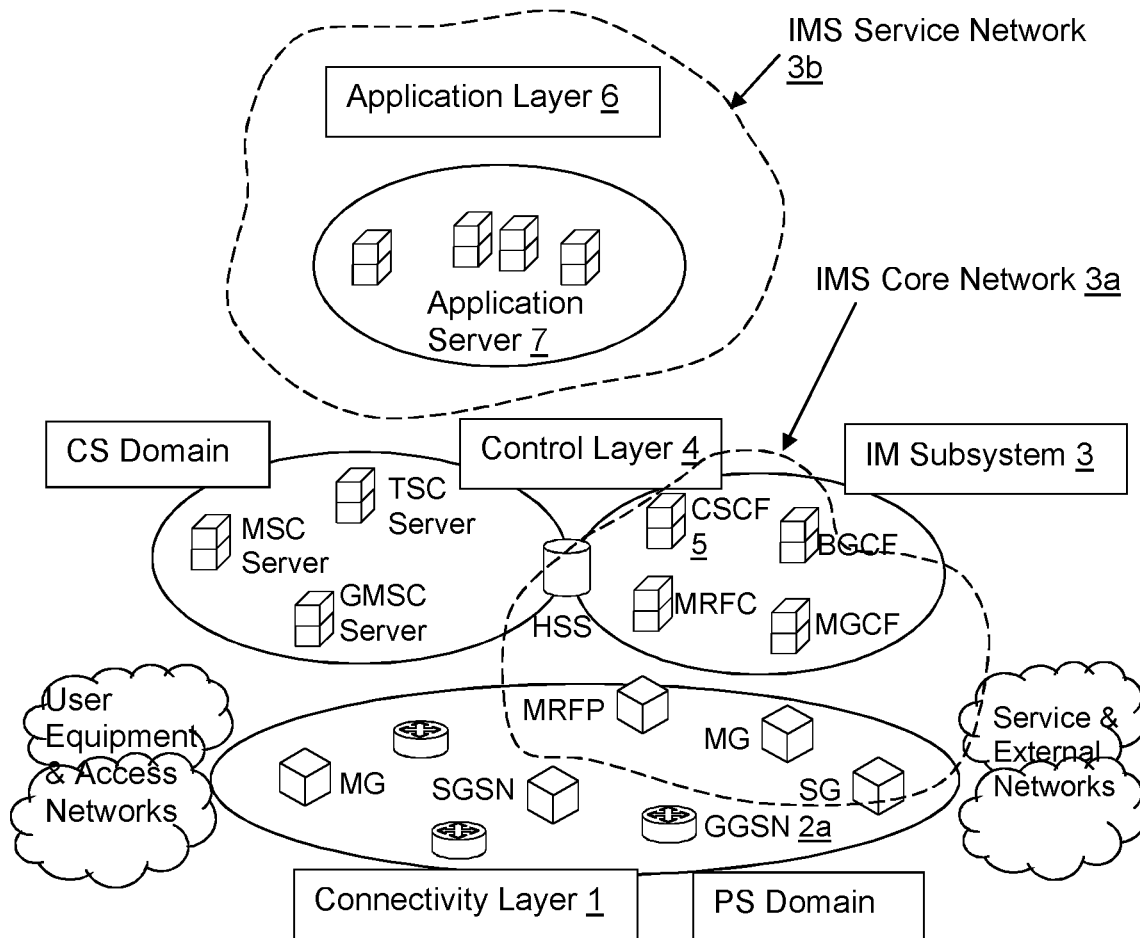 IMS Service Network
3b
Application Layer 6
Application
Server 7
IMS Core Network 3a
CS Domain
Control Layer 4
IM Subsystem 3
TSC
Server
MSC
Server
GMSC
Server
HSS
CSCF
5
BGCF
MRFC
MGCF
User
Equipment
& Access
Networks
MRFP
MG
MG
SGSN
SG
GGSN 2a
Service &
External
Networks
Connectivity Layer 1
PS Domain